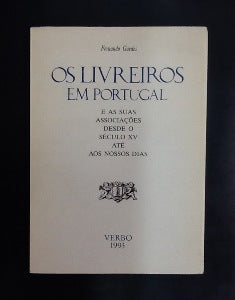 Fernando Guedes
OS LIVREIROS
EM PORTUGAL
E AS SUAS
ASSOCIAÇÕES
DESDE O
SÉCULO XV
ATÉ
AOS NOSSOS DIAS
VERBO
1993